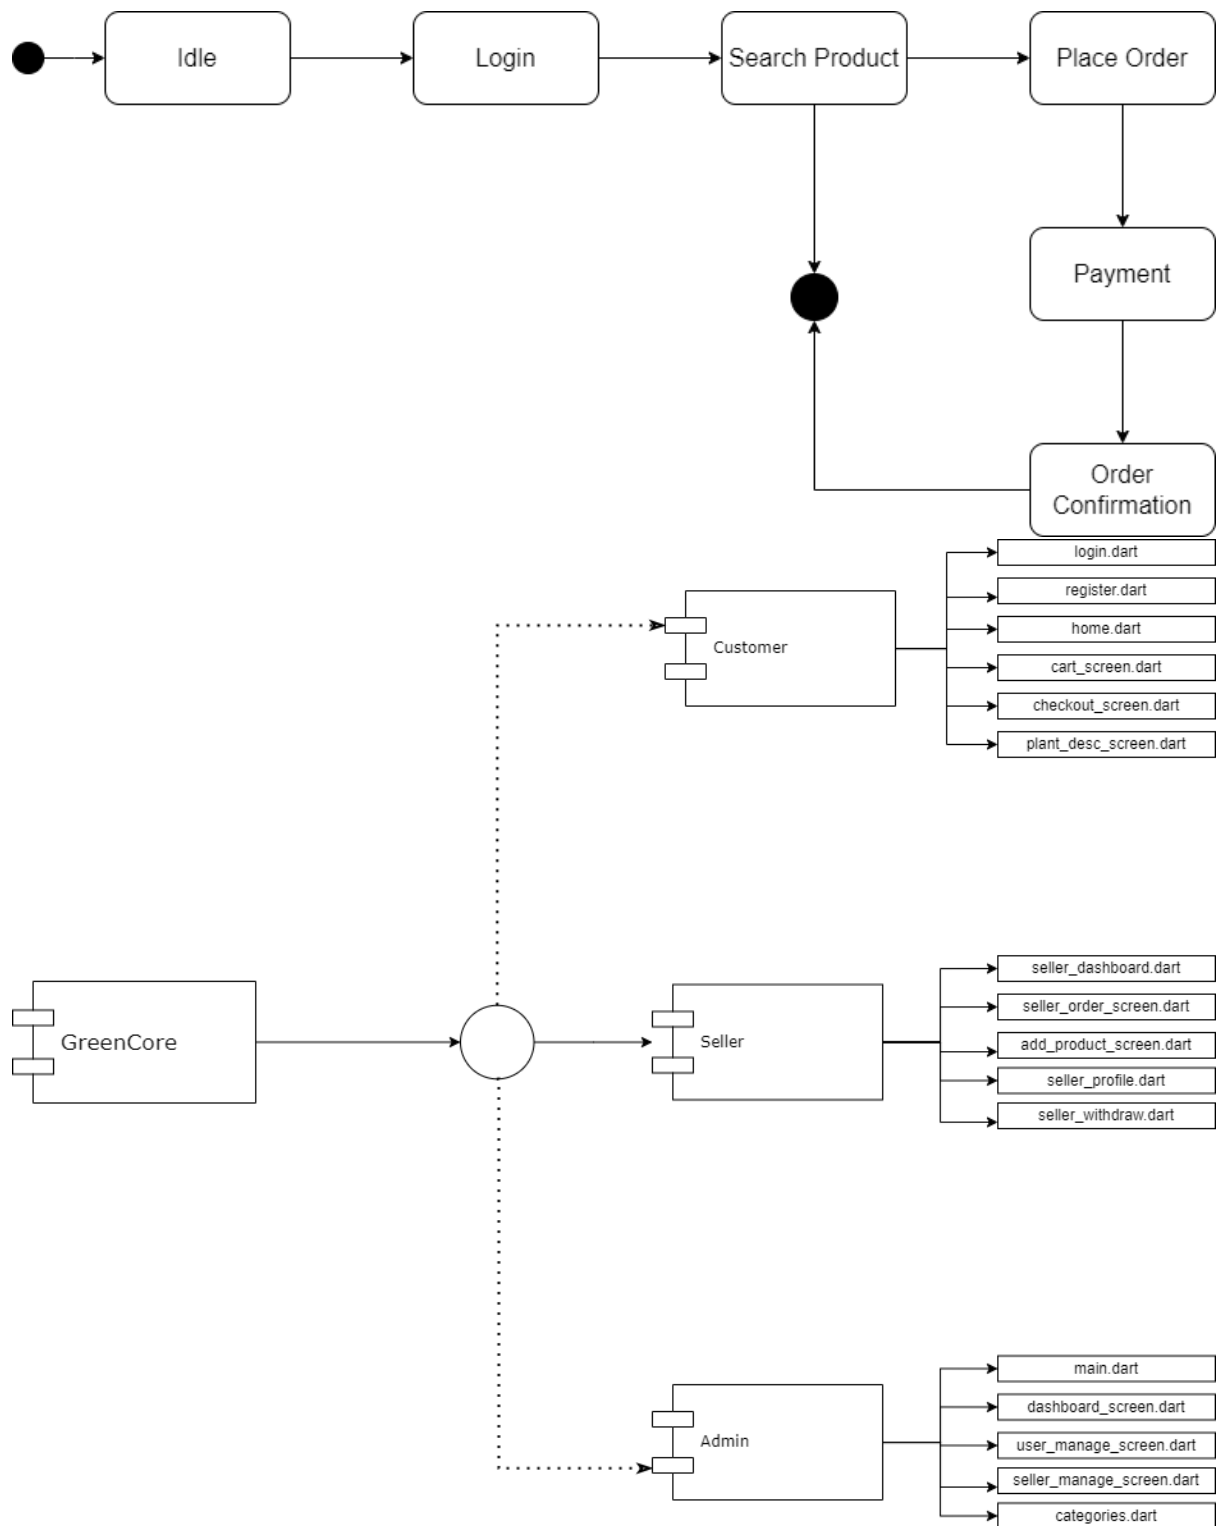 Idle
Login
Search Product
Place Order
Payment
Order
Confirmation
login.dart
register.dart
home.dart
Customer
cart_screen.dart
checkout_screen.dart
plant_desc_screen.dart
seller_dashboard.dart
seller_order_screen.dart
GreenCore
Seller
add_product_screen.dart
seller_profile.dart
seller_withdraw.dart
main.dart
dashboard_screen.dart
Admin
user_manage_screen.dart
seller_manage_screen.dart
categories.dart